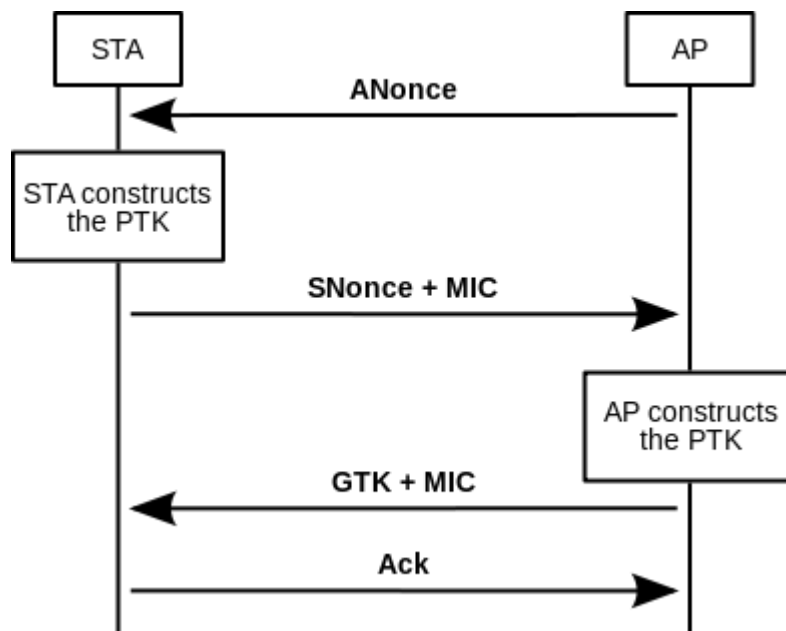 STA
AP
ANonce
STA constructs
the PTK
SNonce + MIC
AP constructs
the PTK
GTK + MIC
Ack